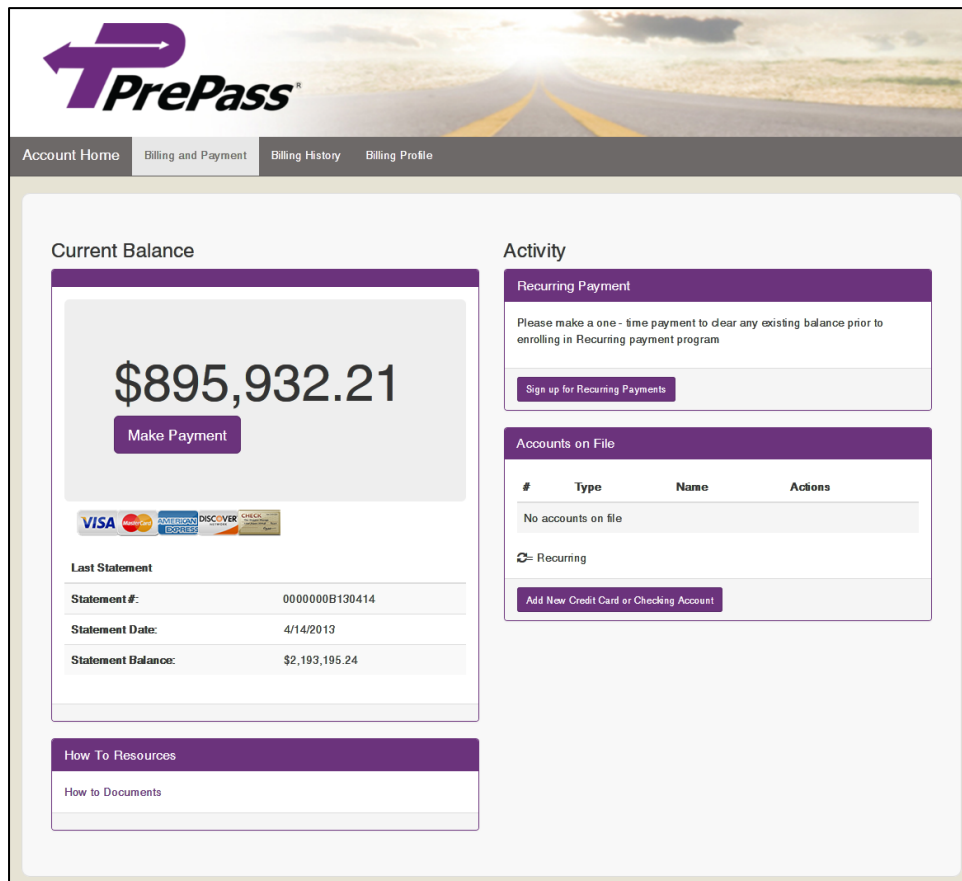 PrePass®
Account Home Billing and Payment Billing History Billing Profile
Current Balance
$895,932.21
Make Payment
VISA MasterCard AMERICAN EXPRESS DISCOVER CHECK
Last Statement
Statement #: 0000000B130414
Statement Date: 4/14/2013
Statement Balance: $2,193,195.24
How To Resources
How to Documents
Activity
Recurring Payment
Please make a one - time payment to clear any existing balance prior to
enrolling in Recurring payment program
Sign up for Recurring Payments
Accounts on File
# Type Name Actions
No accounts on file
= Recurring
Add New Credit Card or Checking Account